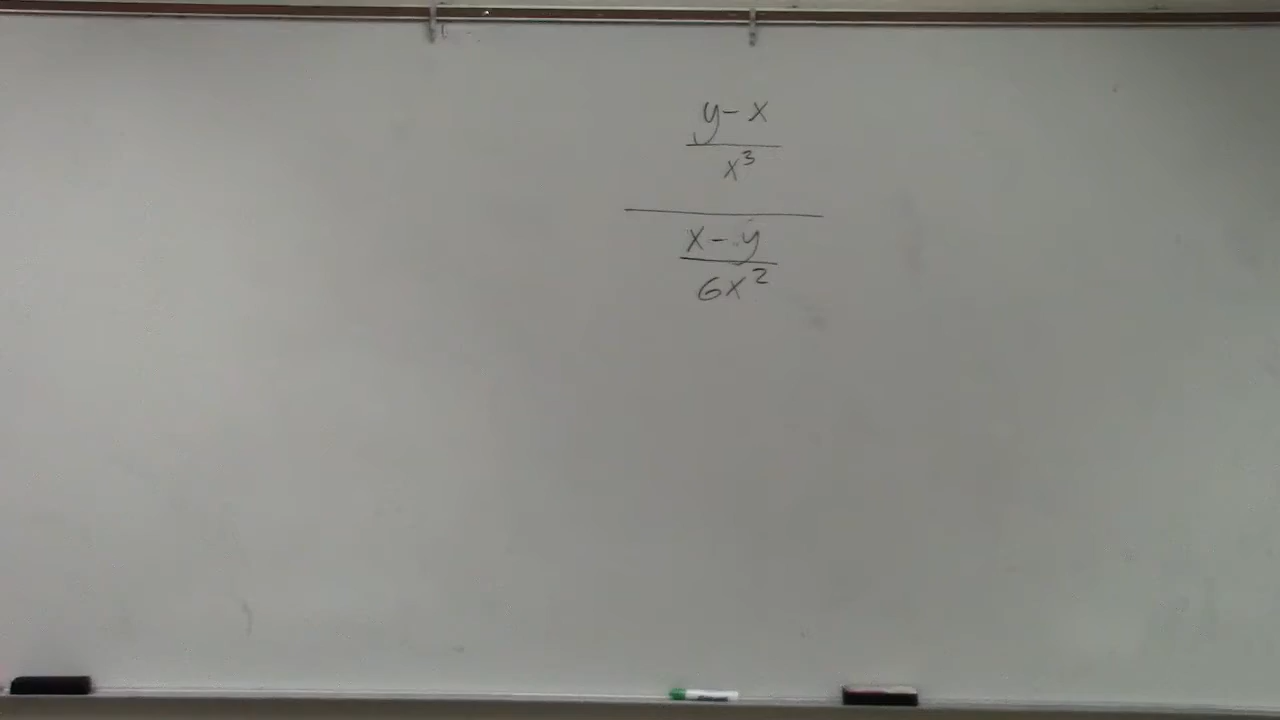 y - x
x³
x - y
6x²